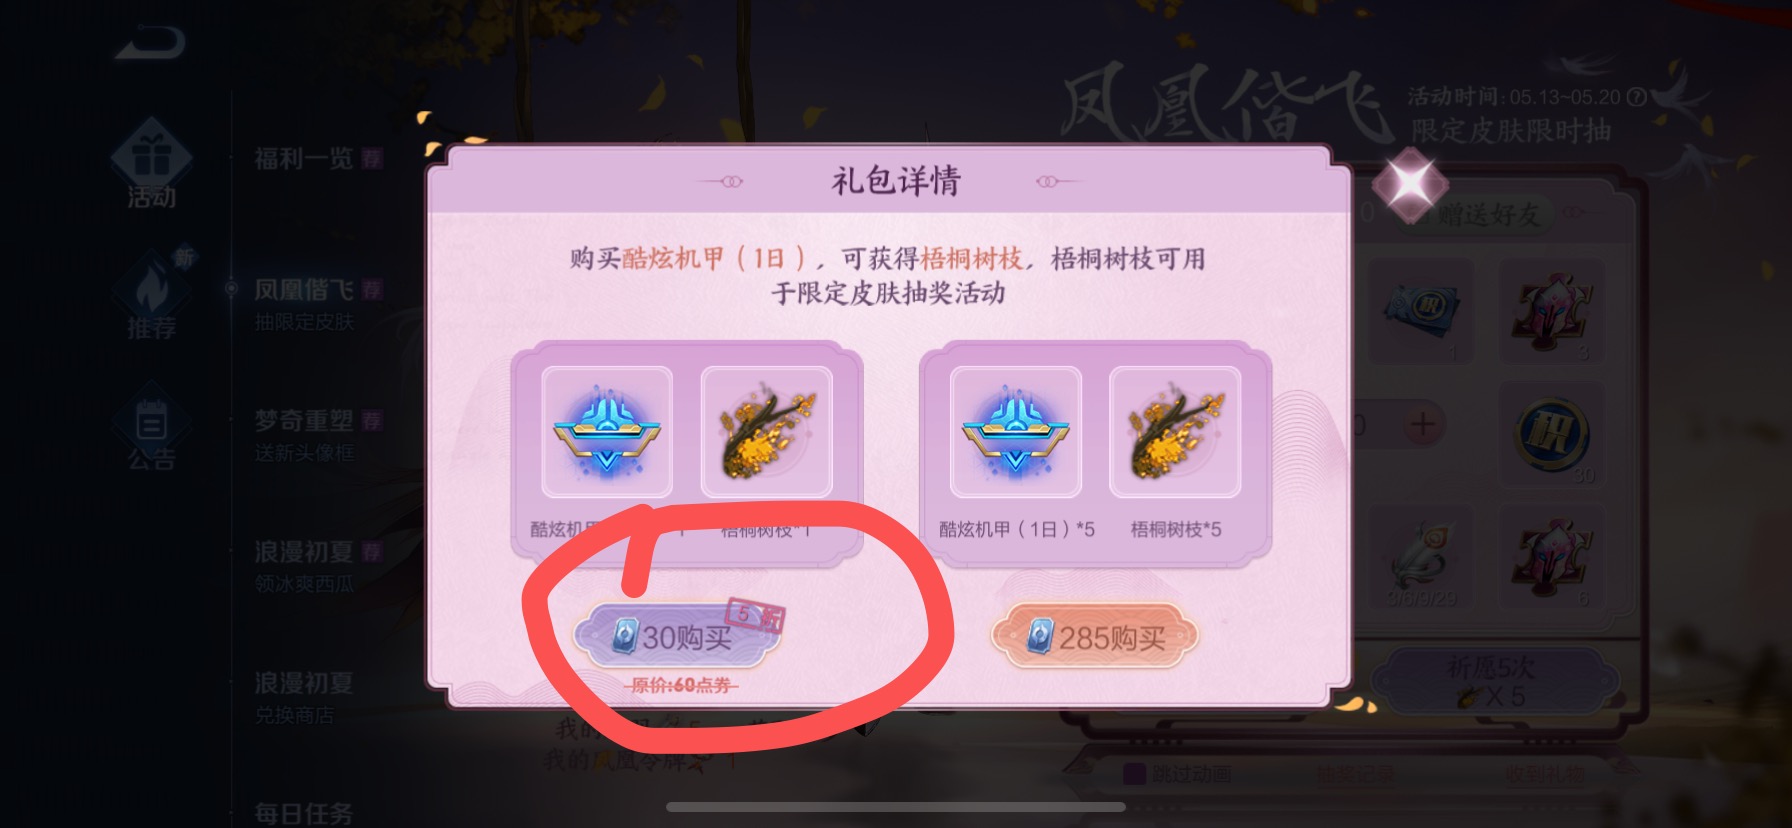 凤凰偕飞
活动时间:05.13~05.20
限定皮肤限时抽
活动
推荐
新
公告
福利一览 荐
凤凰偕飞 荐
抽限定皮肤
梦奇重塑 荐
送新头像框
浪漫初夏 荐
领冰爽西瓜
浪漫初夏
兑换商店
每日任务
礼包详情
购买酷炫机甲（1日），可获得梧桐树枝，梧桐树枝可用
于限定皮肤抽奖活动
酷炫机甲
梧桐树枝*1
酷炫机甲（1日）*5
梧桐树枝*5
5折
30购买
原价:60点券
285购买
赠送好友
积
1
3
积
30
3/6/9/29
6
祈愿5次
X 5
我的
我的凤凰令牌
1
跳过动画
抽奖记录
收到礼物